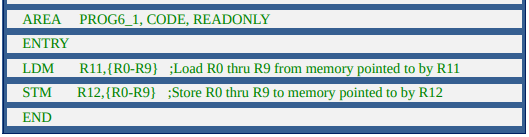 AREA PROG6_1, CODE, READONLY
ENTRY
LDM R11,{R0-R9} ;Load R0 thru R9 from memory pointed to by R11
STM R12,{R0-R9} ;Store R0 thru R9 to memory pointed to by R12
END